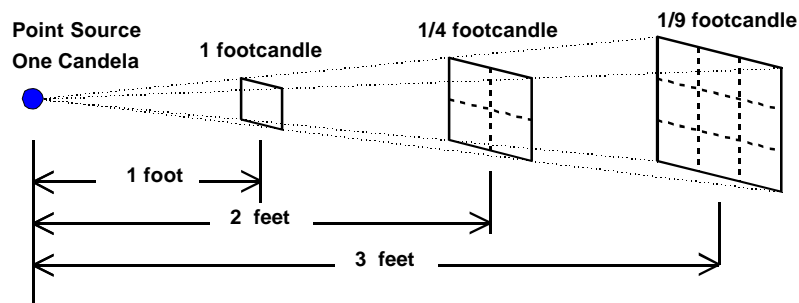 Point Source
One Candela
1 footcandle
1/4 footcandle
1/9 footcandle
1 foot
2 feet
3 feet